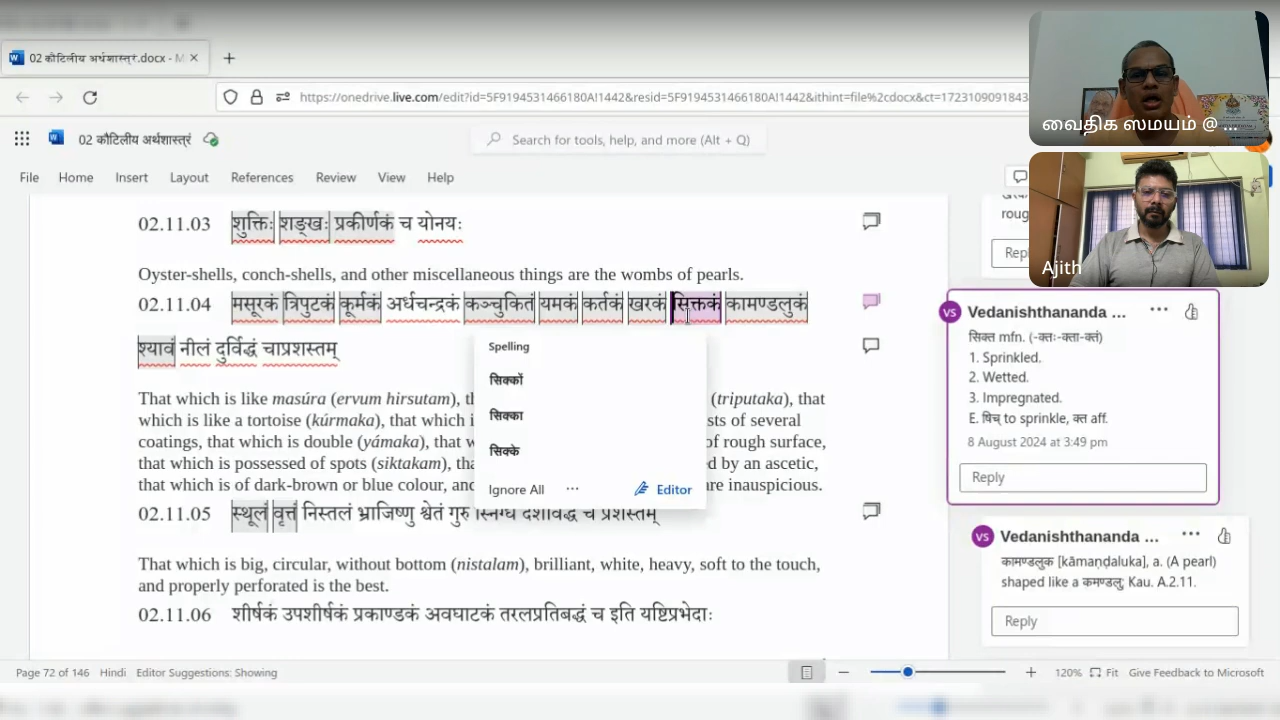 02 कौटिलीय अर्थशास्त्रं.docx - M
https://onedrive.live.com/edit?id=5F9194531466180A!1442&resid=5F9194531466180A!1442&ithint=file%2cdocx&ct=1723109091843
02 कौटिलीय अर्थशास्त्रं
Search for tools, help, and more (Alt + Q)
File Home Insert Layout References Review View Help
வைதிக ஸமயம் @ ...
Ajith
02.11.03 शुक्तिः शङ्खः प्रकीर्णकं च योनयः
Oyster-shells, conch-shells, and other miscellaneous things are the wombs of pearls.
02.11.04 मसूरकं त्रिपुटकं कूर्मकं अर्धचन्द्रकं कञ्चुकितं यमकं कर्तकं खरकं सिक्तकं कामण्डलुकं
श्यावं नीलं दुर्विद्धं चाप्रशस्तम्
That which is like masúra (ervum hirsutam), (triputaka), that
which is like a tortoise (kúrmaka), that which of several
coatings, that which is double (yámaka), that of rough surface,
that which is possessed of spots (siktakam), by an ascetic,
that which is of dark-brown or blue colour, are inauspicious.
02.11.05 स्थूलं वृत्तं निस्तलं भ्राजिष्णु श्वेतं गुरु स्निग्धं देशविद्धं च प्रशस्तम्
That which is big, circular, without bottom (nistalam), brilliant, white, heavy, soft to the touch,
and properly perforated is the best.
02.11.06 शीर्षकं उपशीर्षकं प्रकाण्डकं अवघाटकं तरलप्रतिबद्धं च इति यष्टिप्रभेदाः
Spelling
सिक्कों
सिक्का
सिक्के
Ignore All ... Editor
roug
Vedanishthananda ...
सिक्त mfn. (-क्तः-क्ता-क्तं)
1. Sprinkled.
2. Wetted.
3. Impregnated.
E. षिच् to sprinkle, क्त aff.
8 August 2024 at 3:49 pm
Reply
Vedanishthananda ...
कामण्डलुक [kāmaṇḍaluka], a. (A pearl)
shaped like a कमण्डलु; Kau. A.2.11.
Reply
Page 72 of 146 Hindi Editor Suggestions: Showing
120% Fit Give Feedback to Microsoft